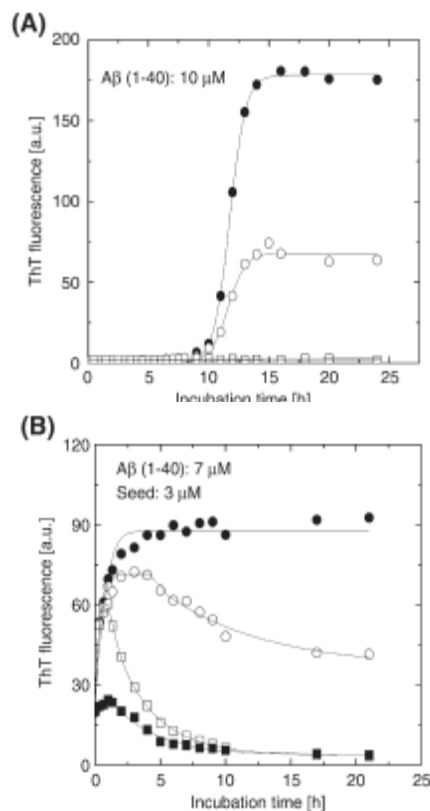 (A)
200
Aβ (1-40): 10 μM
150
100
50
0
ThT fluorescence [a.u.]
0 5 10 15 20 25
Incubation time [h]
(B)
120
Aβ (1-40): 7 μM
Seed: 3 μM
90
60
30
0
ThT fluorescence [a.u.]
0 5 10 15 20 25
Incubation time [h]